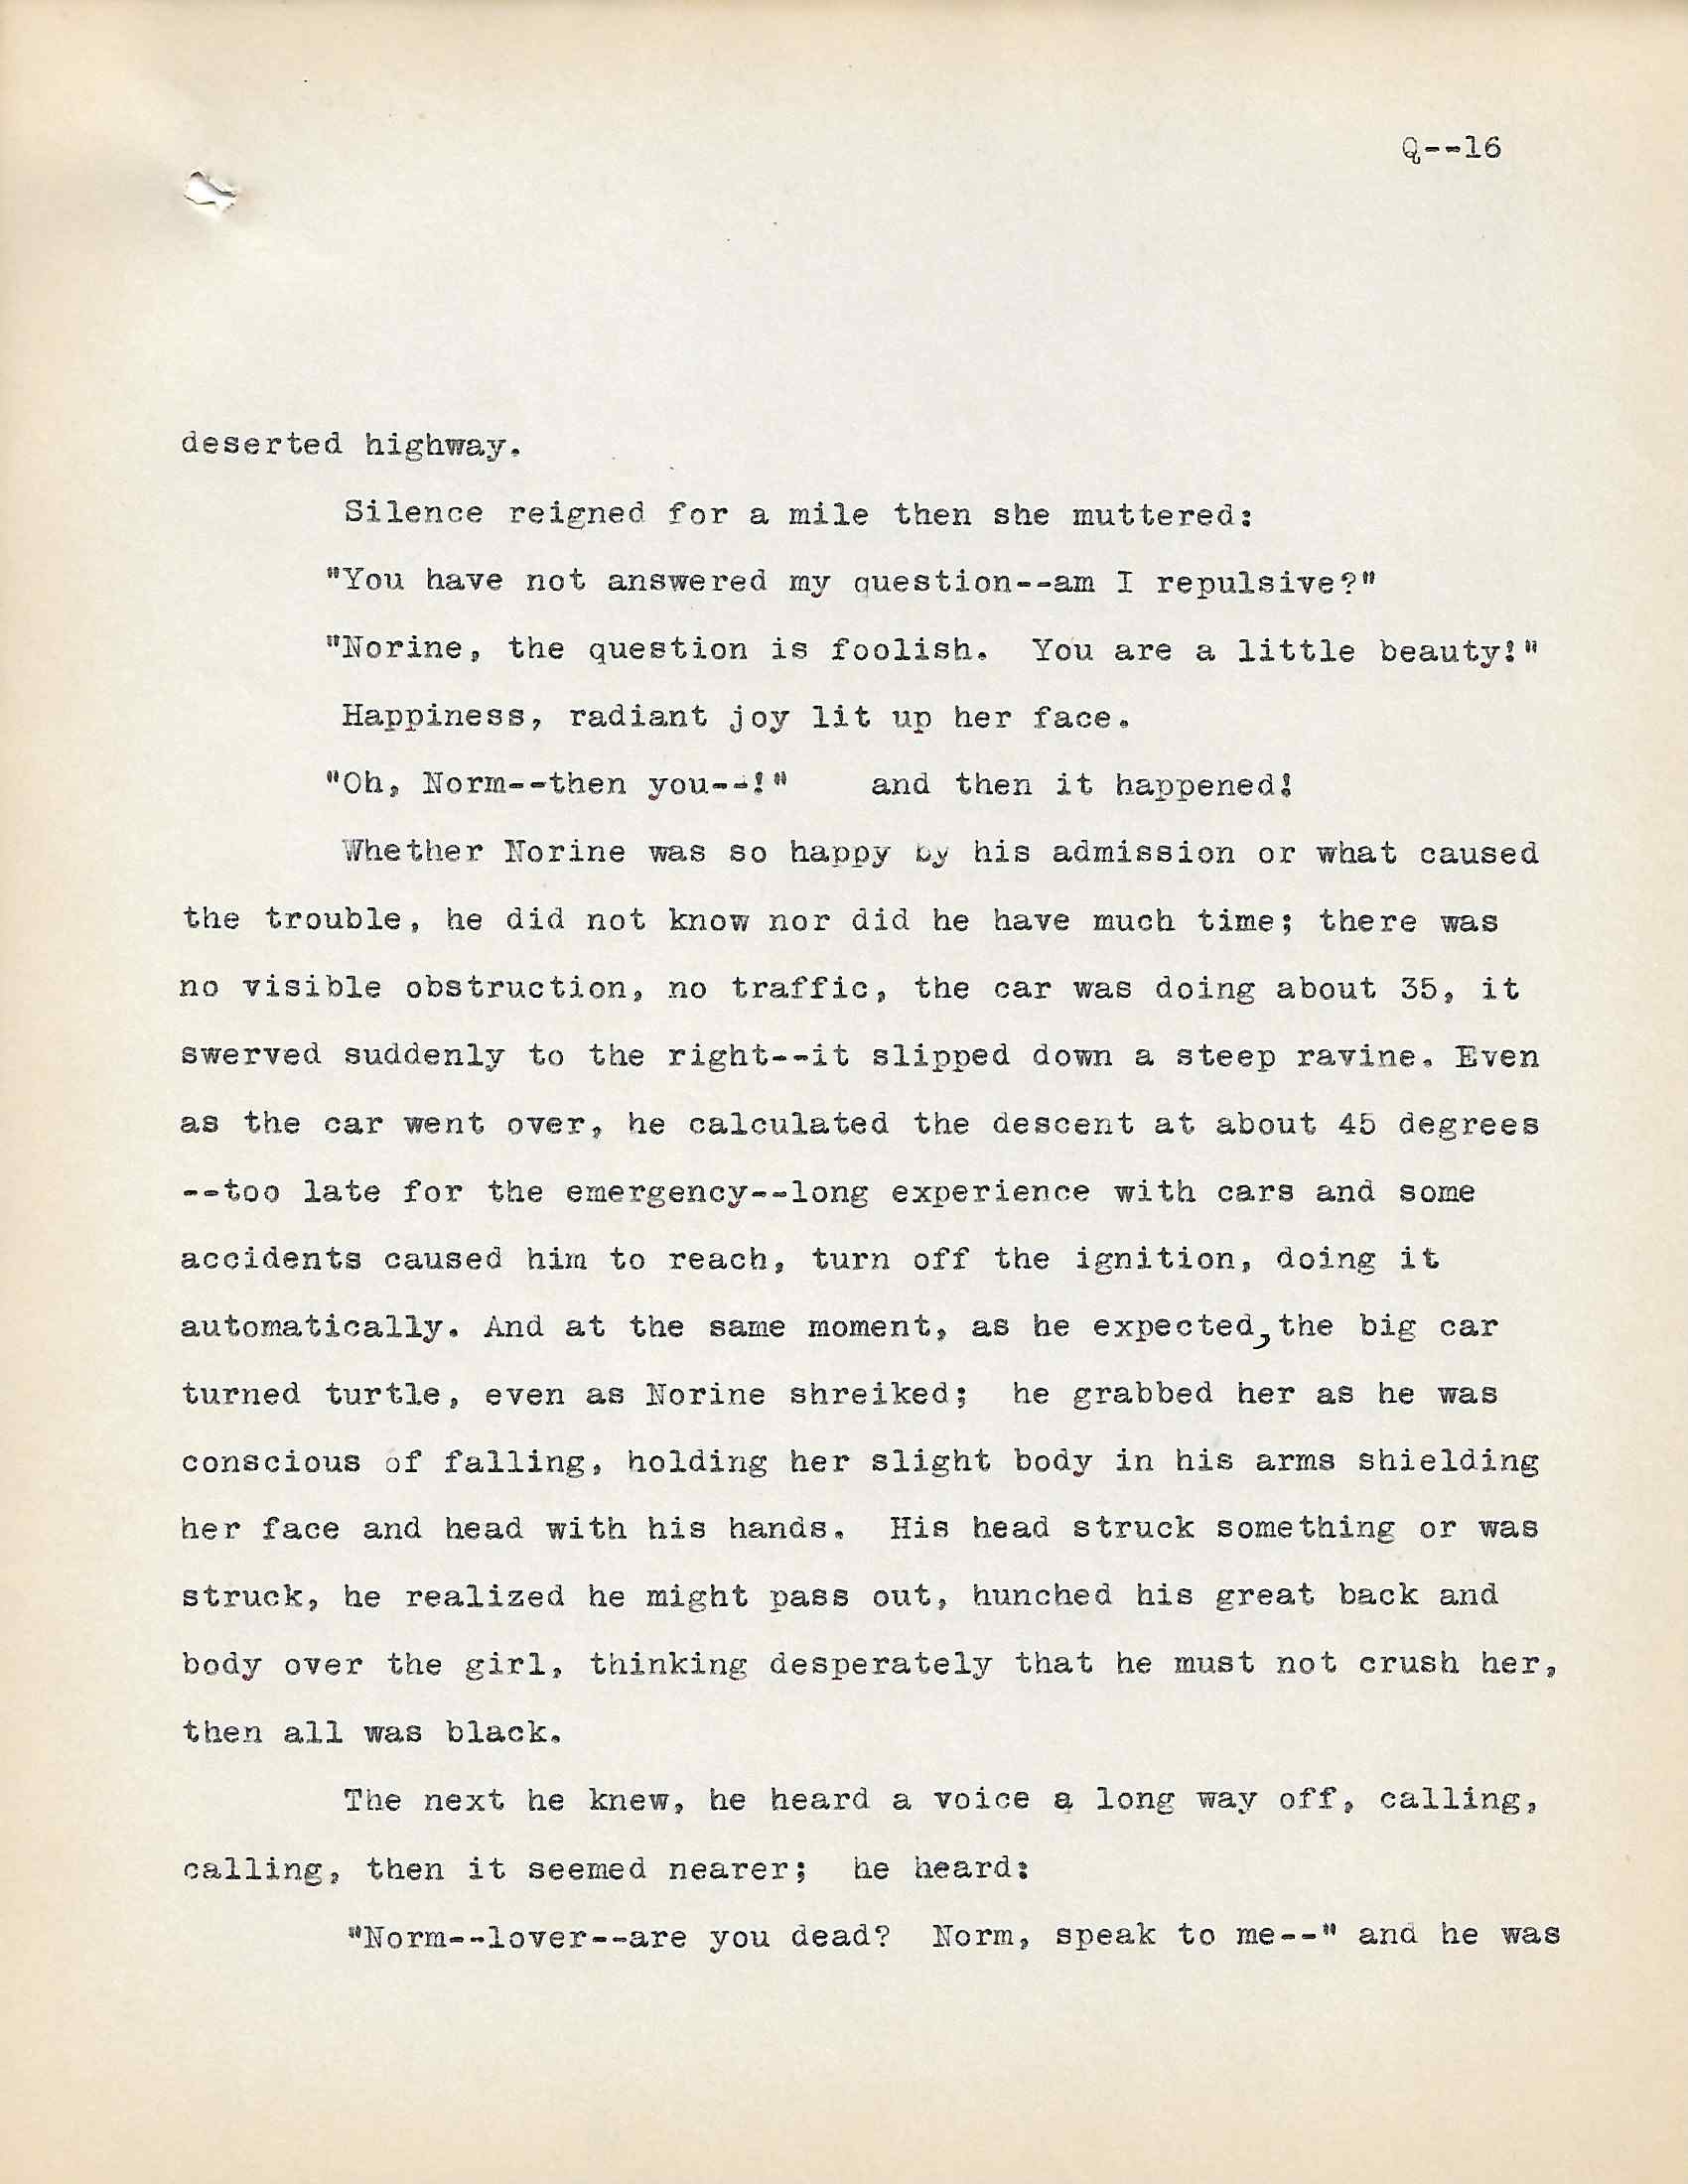 Q--16
deserted highway.
Silence reigned for a mile then she muttered:
"You have not answered my question--am I repulsive?"
"Norine, the question is foolish.  You are a little beauty!"
Happiness, radiant joy lit up her face.
"Oh, Norm--then you--!"    and then it happened!
Whether Norine was so happy by his admission or what caused
the trouble, he did not know nor did he have much time; there was
no visible obstruction, no traffic, the car was doing about 35, it
swerved suddenly to the right--it slipped down a steep ravine. Even
as the car went over, he calculated the descent at about 45 degrees
--too late for the emergency--long experience with cars and some
accidents caused him to reach, turn off the ignition, doing it
automatically. And at the same moment, as he expected, the big car
turned turtle, even as Norine shreiked;  he grabbed her as he was
conscious of falling, holding her slight body in his arms shielding
her face and head with his hands.  His head struck something or was
struck, he realized he might pass out, hunched his great back and
body over the girl, thinking desperately that he must not crush her,
then all was black.
The next he knew, he heard a voice a long way off, calling,
calling, then it seemed nearer;  he heard:
"Norm--lover--are you dead?  Norm, speak to me--" and he was